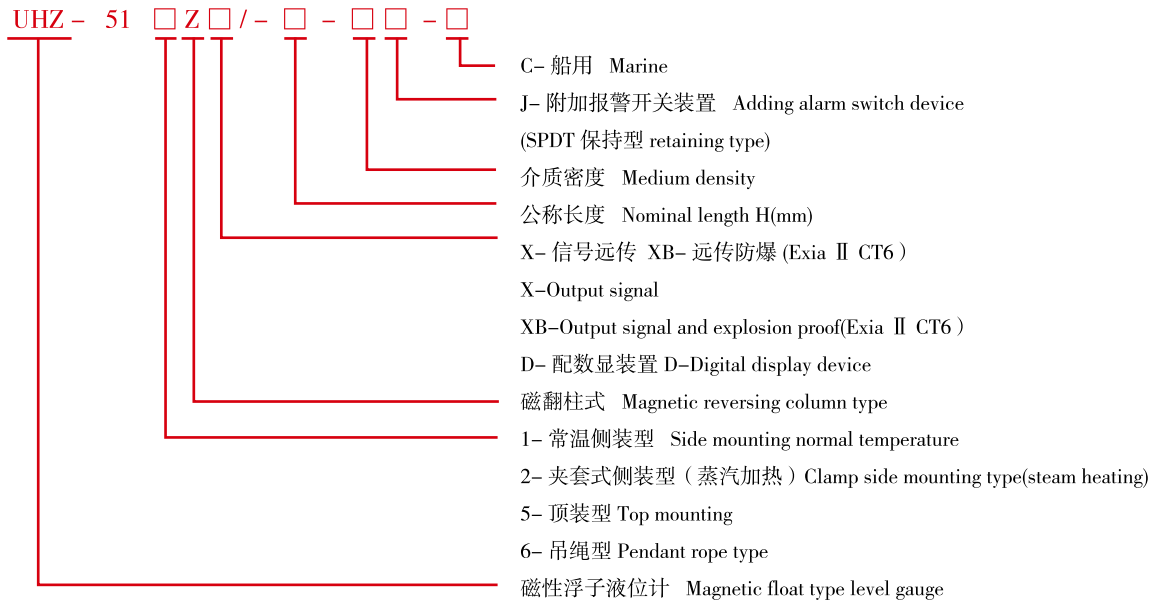 UHZ – 51 □ Z □ / – □ – □ □ – □
C– 船用 Marine
J– 附加报警开关装置 Adding alarm switch device
(SPDT 保持型 retaining type)
介质密度 Medium density
公称长度 Nominal length H(mm)
X– 信号远传 XB– 远传防爆 (Exia Ⅱ CT6 )
X–Output signal
XB–Output signal and explosion proof(Exia Ⅱ CT6 )
D– 配数显装置 D–Digital display device
磁翻柱式 Magnetic reversing column type
1– 常温侧装型 Side mounting normal temperature
2– 夹套式侧装型 ( 蒸汽加热 ) Clamp side mounting type(steam heating)
5– 顶装型 Top mounting
6– 吊绳型 Pendant rope type
磁性浮子液位计 Magnetic float type level gauge